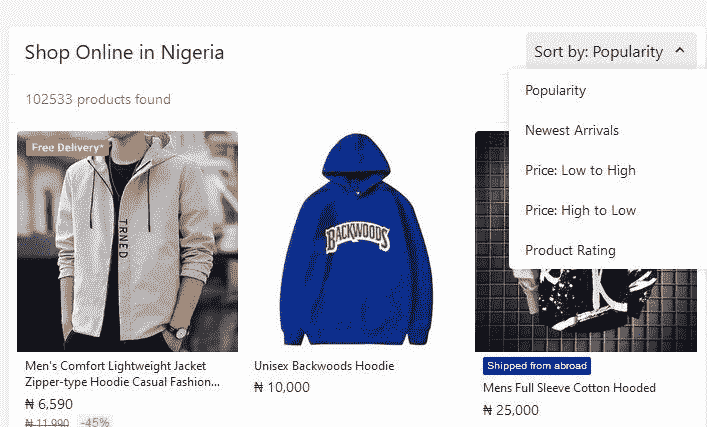 Shop Online in Nigeria
Sort by: Popularity
102533 products found
Popularity
Newest Arrivals
Price: Low to High
Price: High to Low
Product Rating
Free Delivery*
TRNED
BACKWOODS
Men's Comfort Lightweight Jacket
Zipper-type Hoodie Casual Fashion...
₦ 6,590
₦ 11,990 -45%
Unisex Backwoods Hoodie
₦ 10,000
Shipped from abroad
Mens Full Sleeve Cotton Hooded
₦ 25,000